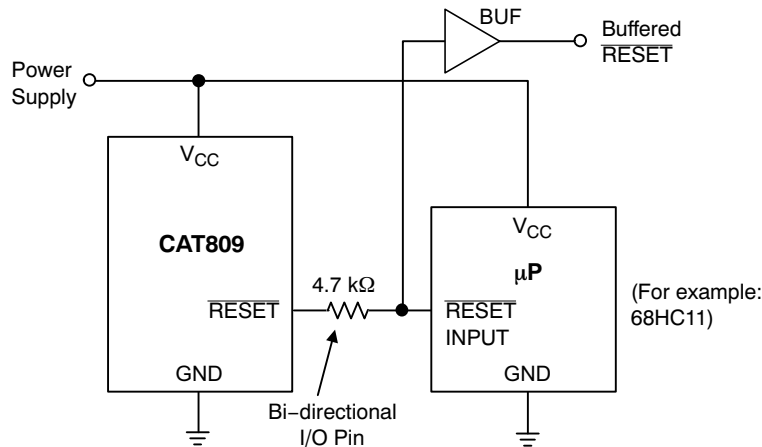 BUF
Buffered
RESET
Power
Supply
VCC
CAT809
RESET
GND
4.7 kΩ
Bi−directional
I/O Pin
VCC
μP
RESET
INPUT
GND
(For example:
68HC11)